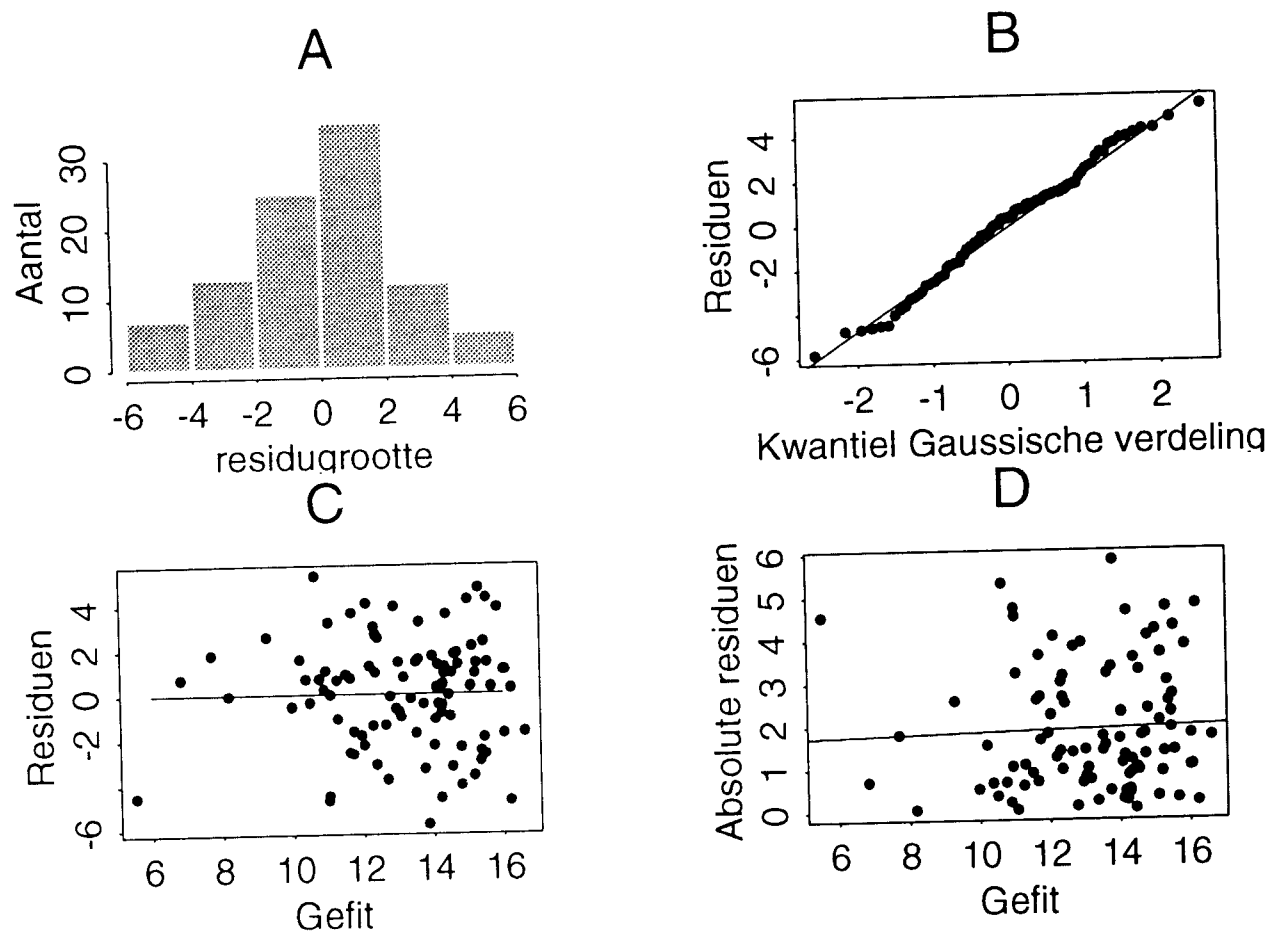 A
Aantal
0 10 20 30
-6 -4 -2 0 2 4 6
residugrootte
B
Residuen
-6 -2 0 2 4
-2 -1 0 1 2
Kwantiel Gaussische verdeling
C
Residuen
-6 -2 0 2 4
6 8 10 12 14 16
Gefit
D
Absolute residuen
0 1 2 3 4 5 6
6 8 10 12 14 16
Gefit